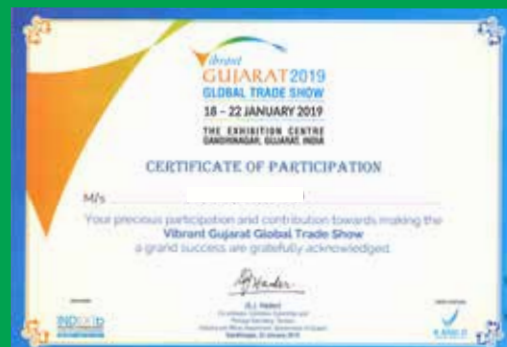 Vibrant
GUJARAT 2019
GLOBAL TRADE SHOW
18 – 22 JANUARY 2019
THE EXHIBITION CENTRE
GANDHINAGAR, GUJARAT, INDIA
CERTIFICATE OF PARTICIPATION
M/s
Your precious participation and contribution towards making the
Vibrant Gujarat Global Trade Show
a grand success are gratefully acknowledged